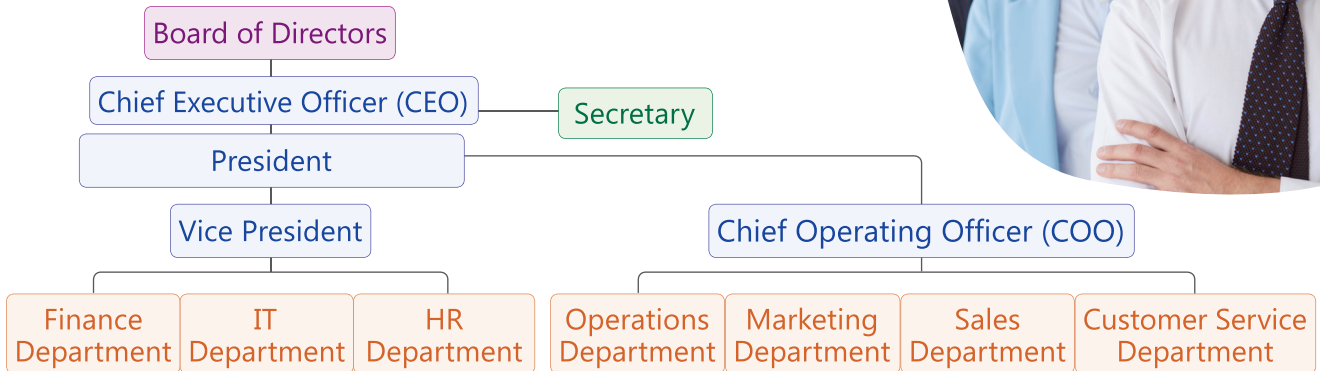 Board of Directors
Chief Executive Officer (CEO)
Secretary
President
Vice President
Chief Operating Officer (COO)
Finance
Department
IT
Department
HR
Department
Operations
Department
Marketing
Department
Sales
Department
Customer Service
Department